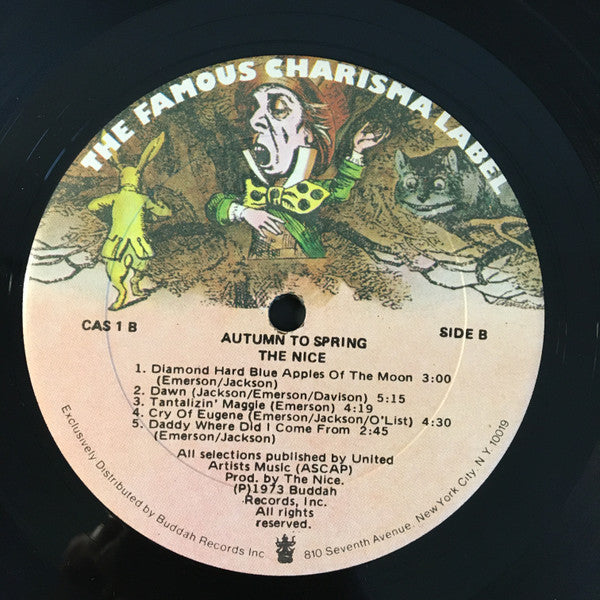 THE FAMOUS CHARISMA LABEL
CAS 1 B
SIDE B
AUTUMN TO SPRING
THE NICE
1. Diamond Hard Blue Apples Of The Moon 3:00
(Emerson/Jackson)
2. Dawn (Jackson/Emerson/Davison) 5:15
3. Tantalizin' Maggie (Emerson) 4:19
4. Cry Of Eugene (Emerson/Jackson/O'List) 4:30
5. Daddy Where Did I Come From 2:45
(Emerson/Jackson)
All selections published by United
Artists Music (ASCAP)
Prod. by The Nice.
(P)1973 Buddah
Records, Inc.
All rights
reserved.
Exclusively Distributed by Buddah Records Inc 810 Seventh Avenue. New York City, N.Y. 10019